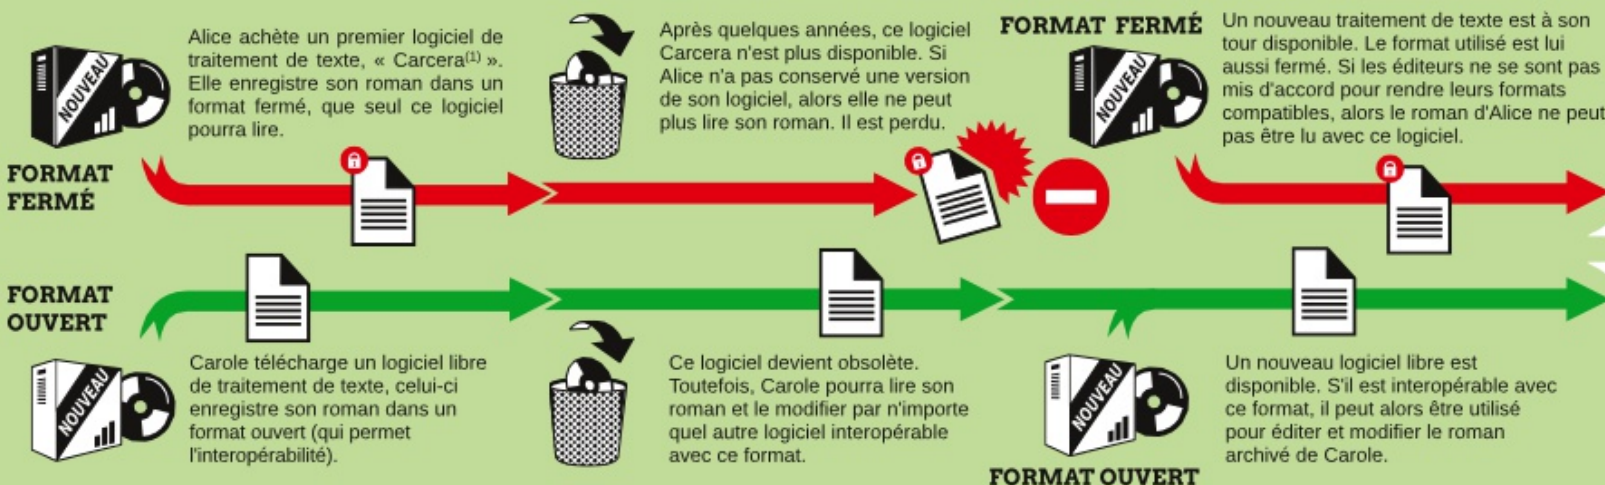 Alice achète un premier logiciel de
traitement de texte, « Carcera(1) ».
Elle enregistre son roman dans un
format fermé, que seul ce logiciel
pourra lire.
NOUVEAU
FORMAT
FERMÉ
Après quelques années, ce logiciel
Carcera n'est plus disponible. Si
Alice n'a pas conservé une version
de son logiciel, alors elle ne peut
plus lire son roman. Il est perdu.
FORMAT FERMÉ
NOUVEAU
Un nouveau traitement de texte est à son
tour disponible. Le format utilisé est lui
aussi fermé. Si les éditeurs ne se sont pas
mis d'accord pour rendre leurs formats
compatibles, alors le roman d'Alice ne peut
pas être lu avec ce logiciel.
FORMAT
OUVERT
NOUVEAU
Carole télécharge un logiciel libre
de traitement de texte, celui-ci
enregistre son roman dans un
format ouvert (qui permet
l'interopérabilité).
Ce logiciel devient obsolète.
Toutefois, Carole pourra lire son
roman et le modifier par n'importe
quel autre logiciel interopérable
avec ce format.
NOUVEAU
FORMAT OUVERT
Un nouveau logiciel libre est
disponible. S'il est interopérable avec
ce format, il peut alors être utilisé
pour éditer et modifier le roman
archivé de Carole.